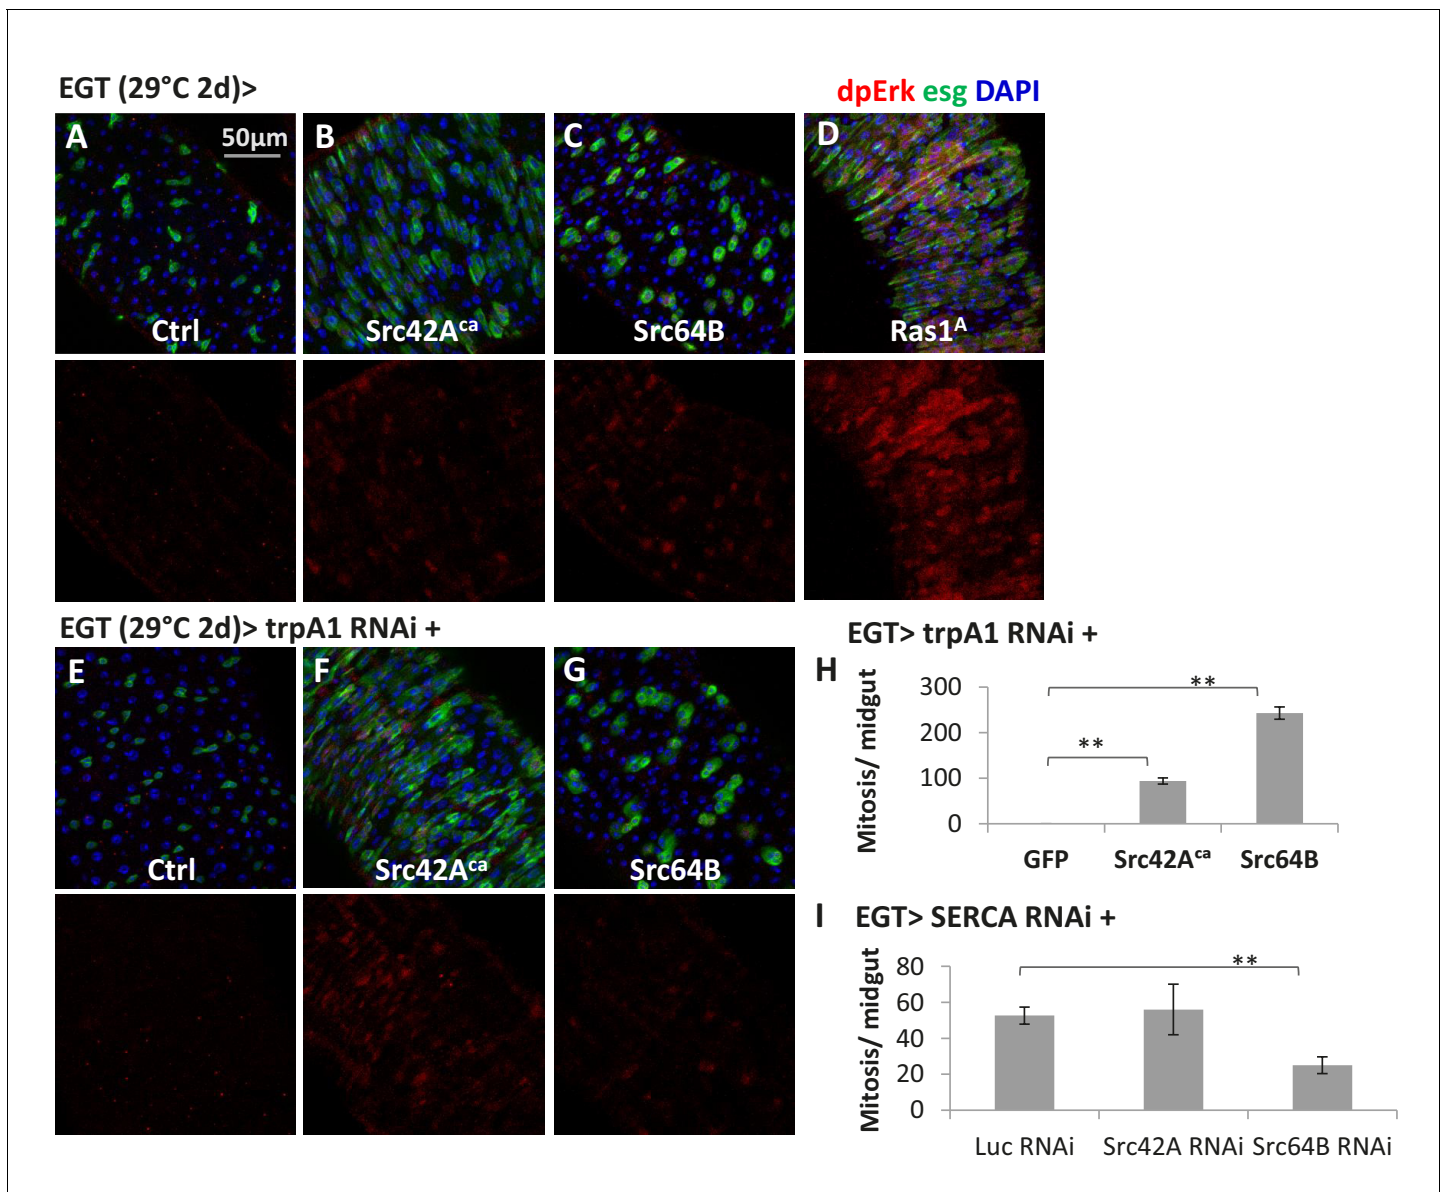 EGT (29°C 2d)>
dpErk esg DAPI
A
50µm
B
C
D
Ctrl
Src42Aᶜᵃ
Src64B
Ras1ᴬ
EGT (29°C 2d)> trpA1 RNAi +
E
F
G
Ctrl
Src42Aᶜᵃ
Src64B
EGT> trpA1 RNAi +
H
Mitosis/ midgut
300
200
100
0
**
**
GFP Src42Aᶜᵃ Src64B
I EGT> SERCA RNAi +
Mitosis/ midgut
80
60
40
20
0
**
Luc RNAi Src42A RNAi Src64B RNAi